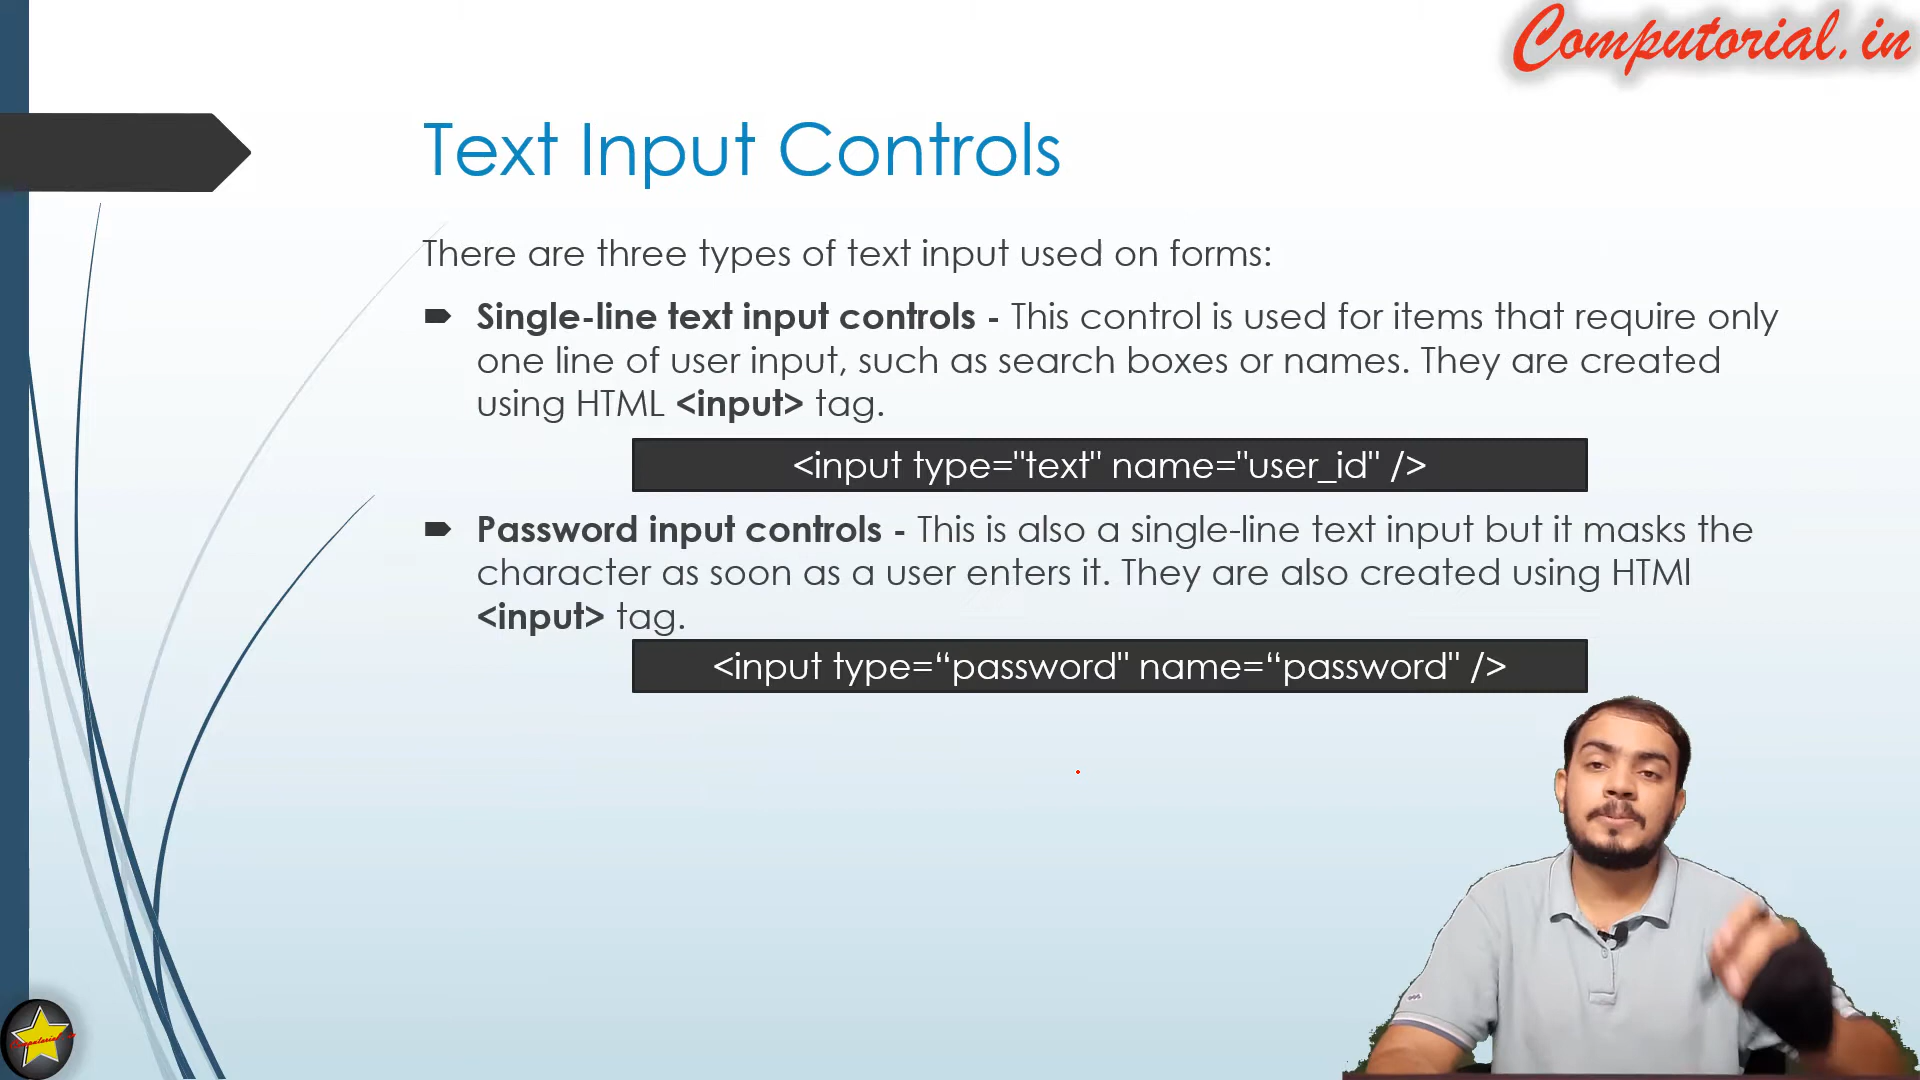 Computorial.in
Text Input Controls
There are three types of text input used on forms:
Single-line text input controls - This control is used for items that require only
one line of user input, such as search boxes or names. They are created
using HTML <input> tag.
<input type="text" name="user_id" />
Password input controls - This is also a single-line text input but it masks the
character as soon as a user enters it. They are also created using HTMl
<input> tag.
<input type=“password" name=“password" />